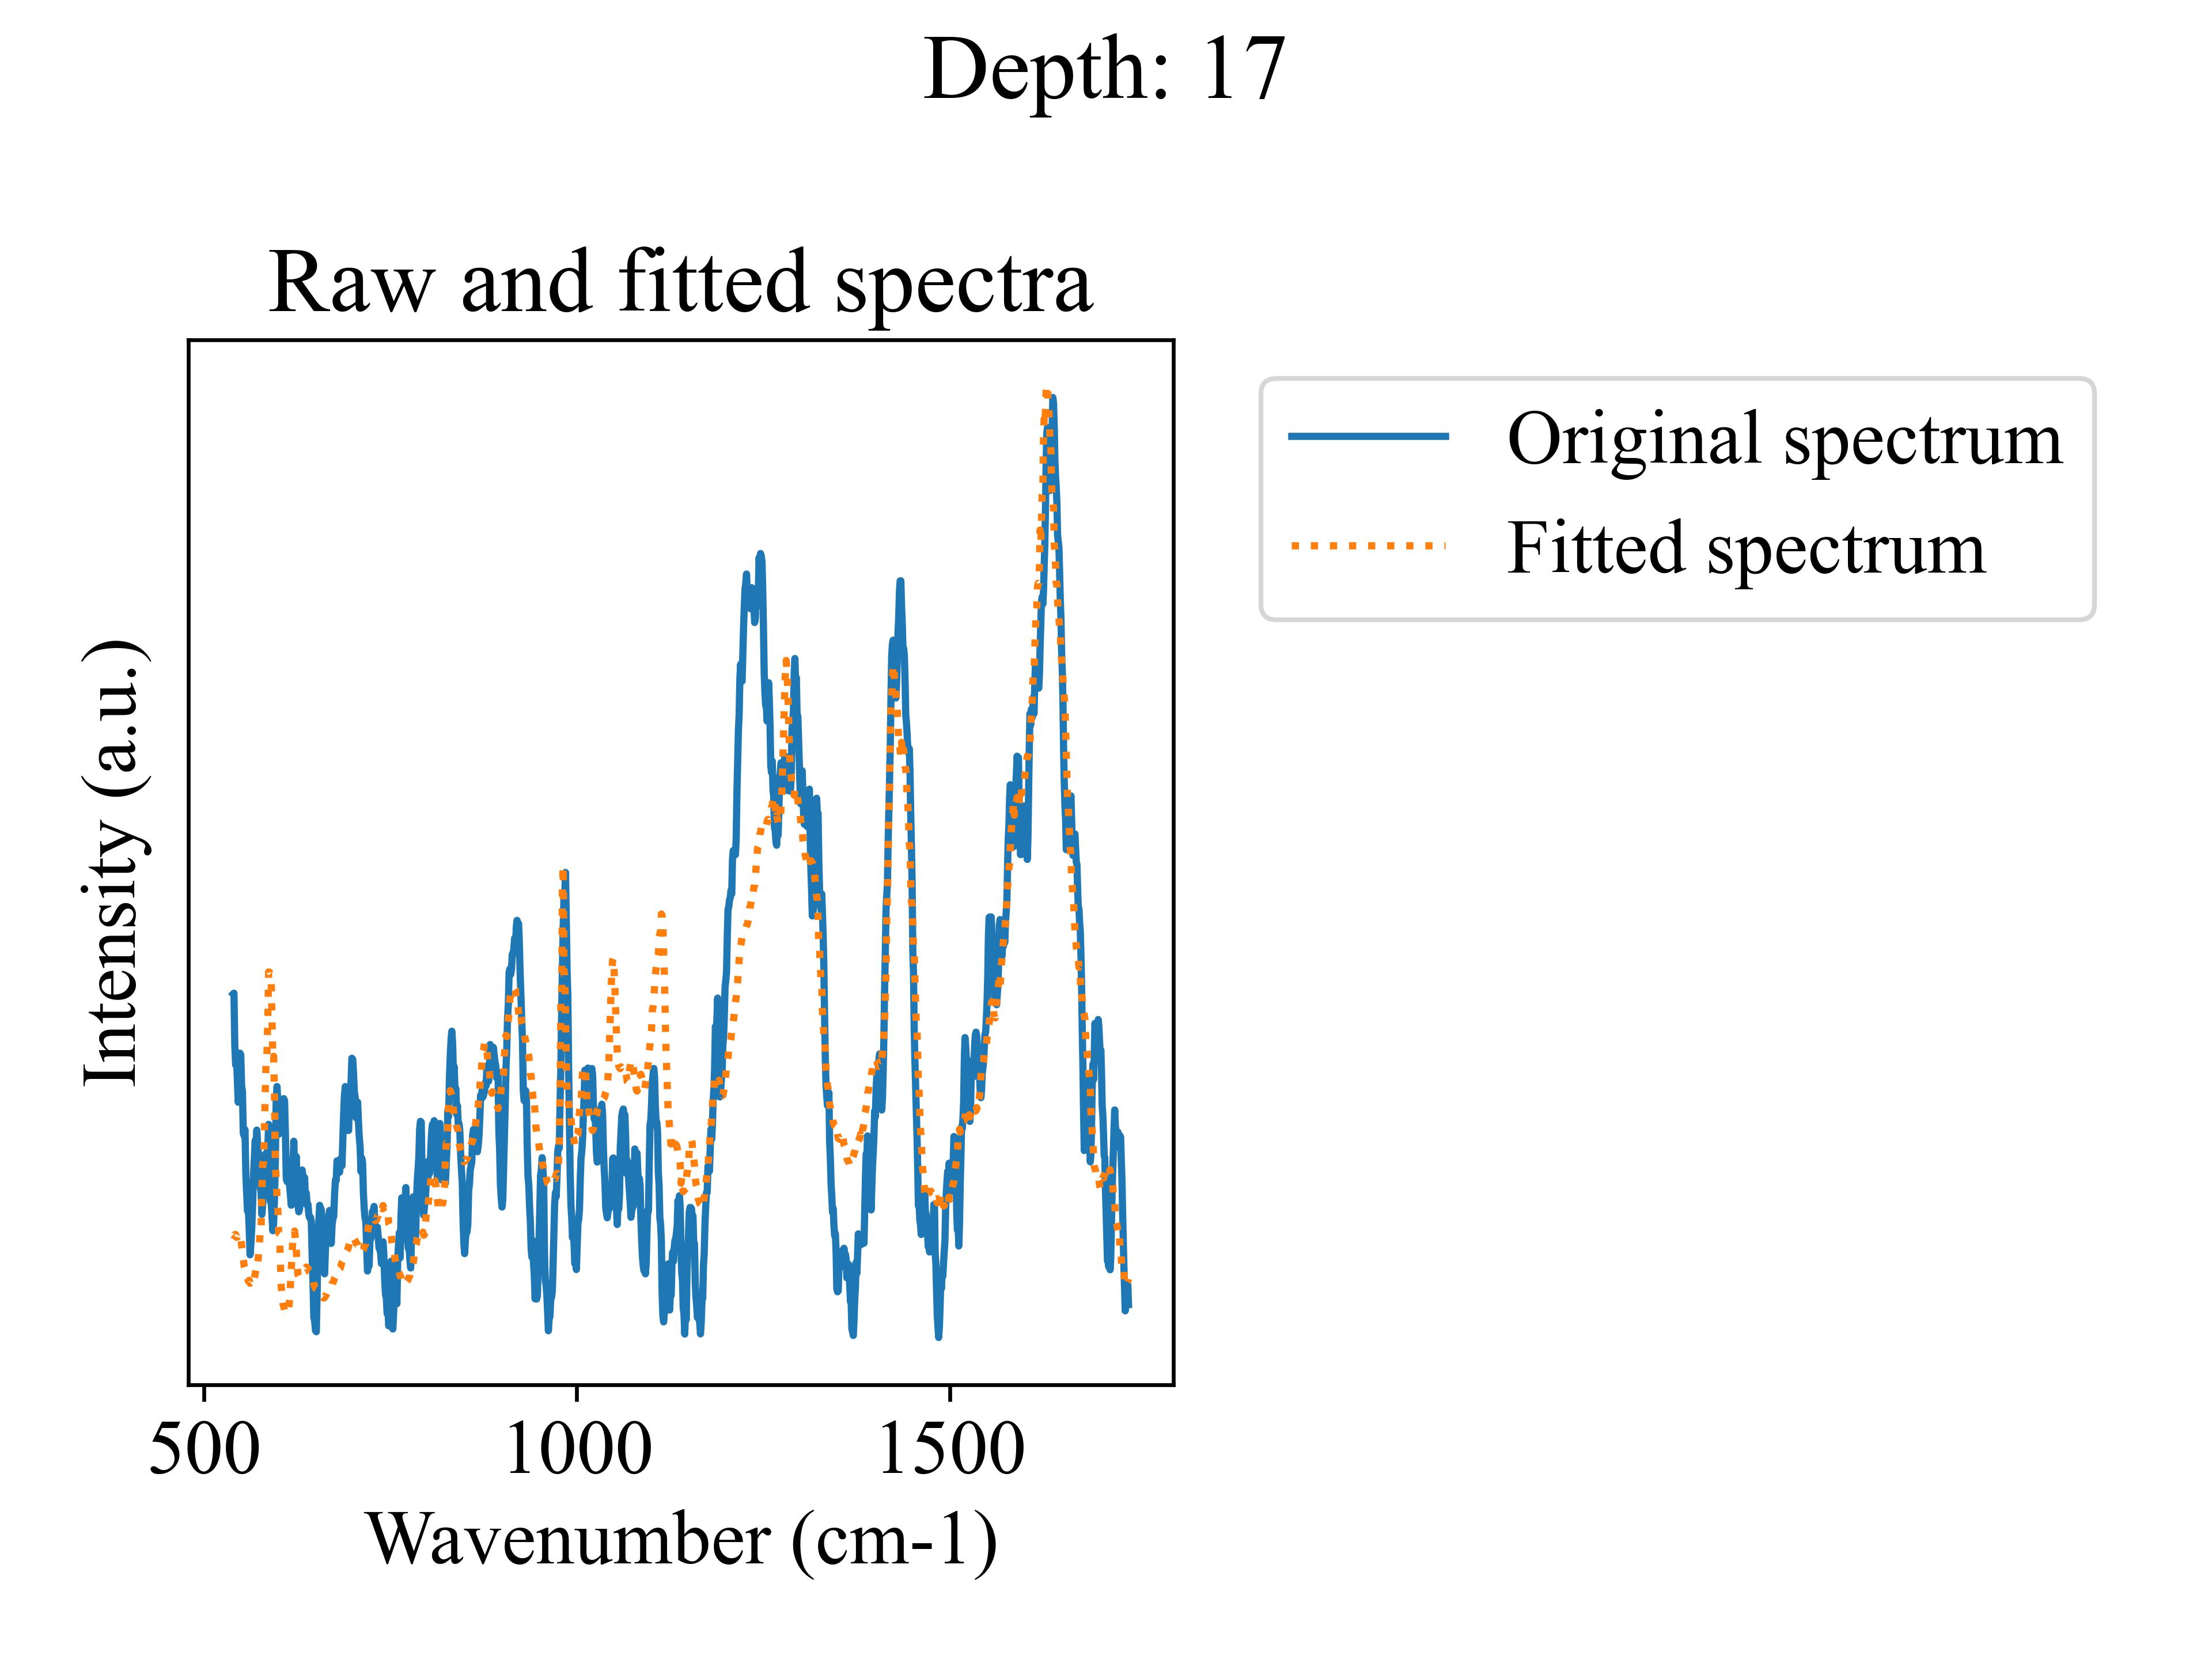 Depth: 17
Raw and fitted spectra
Original spectrum
Fitted spectrum
Intensity (a.u.)
500 1000 1500
Wavenumber (cm-1)